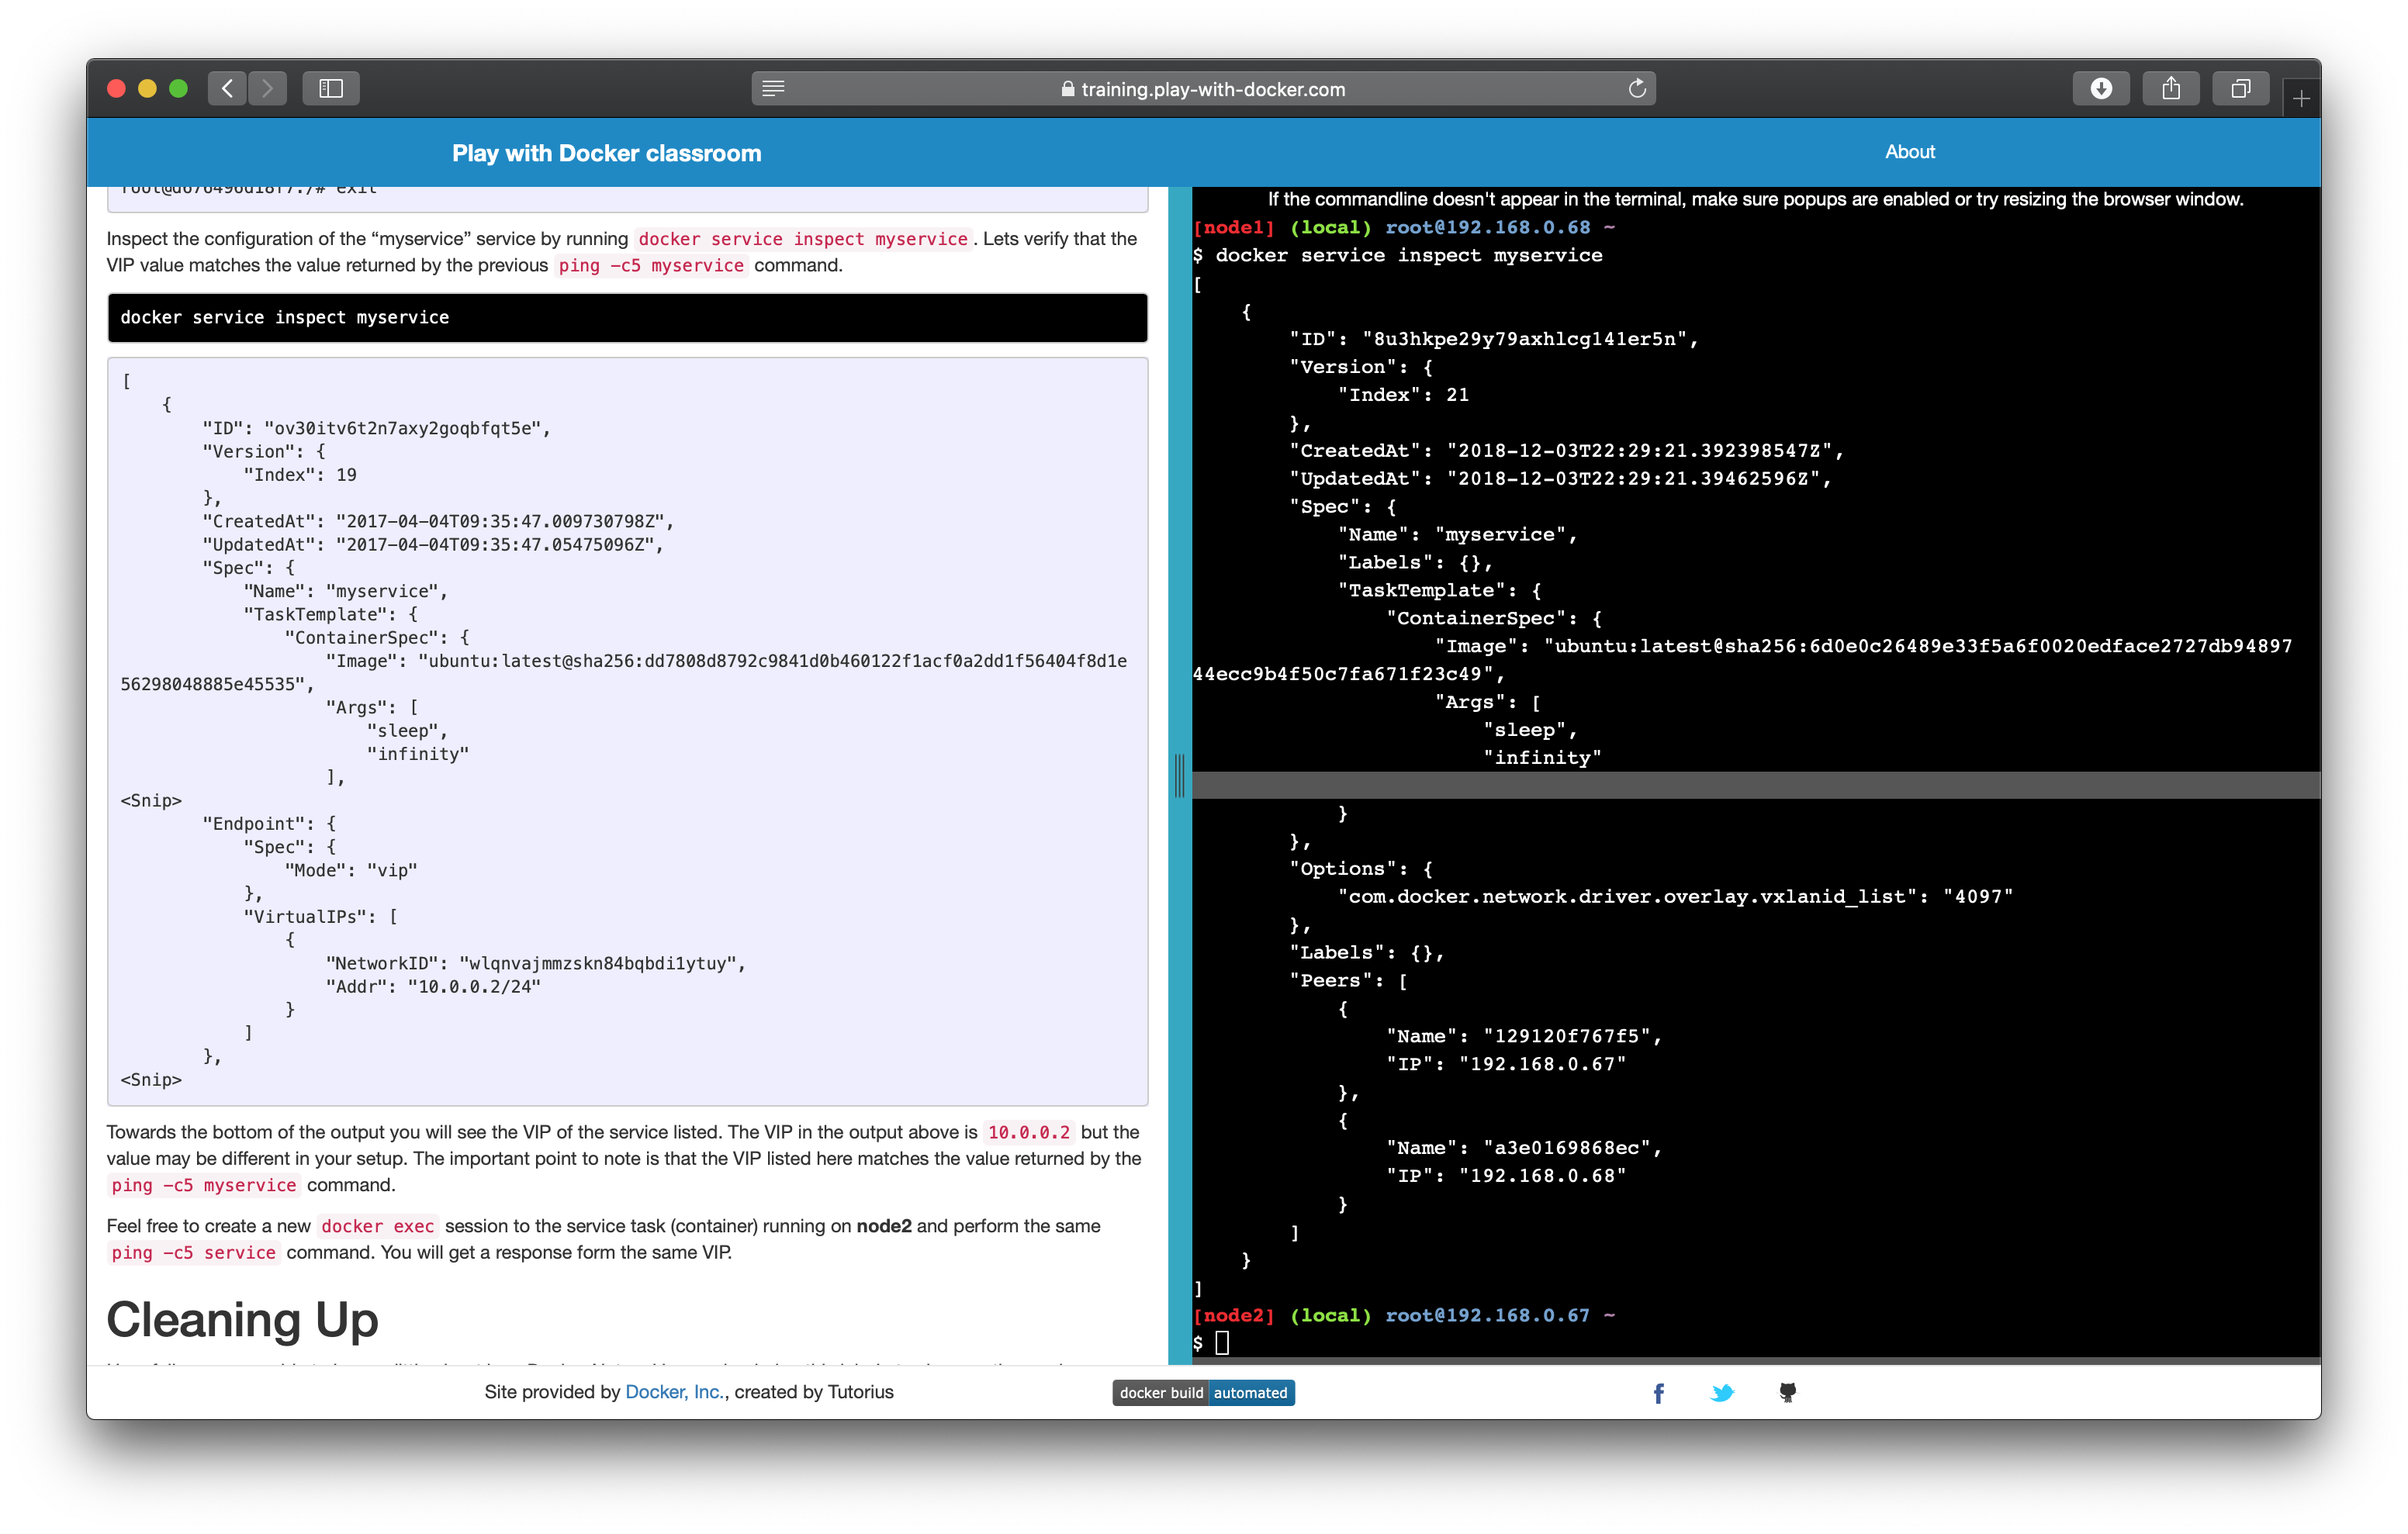 training.play-with-docker.com
Play with Docker classroom
About
Inspect the configuration of the “myservice” service by running docker service inspect myservice. Lets verify that the
VIP value matches the value returned by the previous ping -c5 myservice command.
docker service inspect myservice
[
    {
        "ID": "ov30itv6t2n7axy2goqbfqt5e",
        "Version": {
            "Index": 19
        },
        "CreatedAt": "2017-04-04T09:35:47.009730798Z",
        "UpdatedAt": "2017-04-04T09:35:47.05475096Z",
        "Spec": {
            "Name": "myservice",
            "TaskTemplate": {
                "ContainerSpec": {
                    "Image": "ubuntu:latest@sha256:dd7808d8792c9841d0b460122f1acf0a2dd1f56404f8d1e
56298048885e45535",
                    "Args": [
                        "sleep",
                        "infinity"
                    ],
<Snip>
        "Endpoint": {
            "Spec": {
                "Mode": "vip"
            },
            "VirtualIPs": [
                {
                    "NetworkID": "wlqnvajmmzskn84bqbdi1ytuy",
                    "Addr": "10.0.0.2/24"
                }
            ]
        },
<Snip>
Towards the bottom of the output you will see the VIP of the service listed. The VIP in the output above is 10.0.0.2 but the
value may be different in your setup. The important point to note is that the VIP listed here matches the value returned by the
ping -c5 myservice command.
Feel free to create a new docker exec session to the service task (container) running on node2 and perform the same
ping -c5 service command. You will get a response form the same VIP.
Cleaning Up
If the commandline doesn't appear in the terminal, make sure popups are enabled or try resizing the browser window.
[node1] (local) root@192.168.0.68 ~
$ docker service inspect myservice
[
    {
        "ID": "8u3hkpe29y79axhlcgl41er5n",
        "Version": {
            "Index": 21
        },
        "CreatedAt": "2018-12-03T22:29:21.392398547Z",
        "UpdatedAt": "2018-12-03T22:29:21.39462596Z",
        "Spec": {
            "Name": "myservice",
            "Labels": {},
            "TaskTemplate": {
                "ContainerSpec": {
                    "Image": "ubuntu:latest@sha256:6d0e0c26489e33f5a6f0020edface2727db94897
44ecc9b4f50c7fa671f23c49",
                    "Args": [
                        "sleep",
                        "infinity"
            }
        },
        "Options": {
            "com.docker.network.driver.overlay.vxlanid_list": "4097"
        },
        "Labels": {},
        "Peers": [
            {
                "Name": "129120f767f5",
                "IP": "192.168.0.67"
            },
            {
                "Name": "a3e0169868ec",
                "IP": "192.168.0.68"
            }
        ]
    }
]
[node2] (local) root@192.168.0.67 ~
$
Site provided by Docker, Inc., created by Tutorius
docker build automated